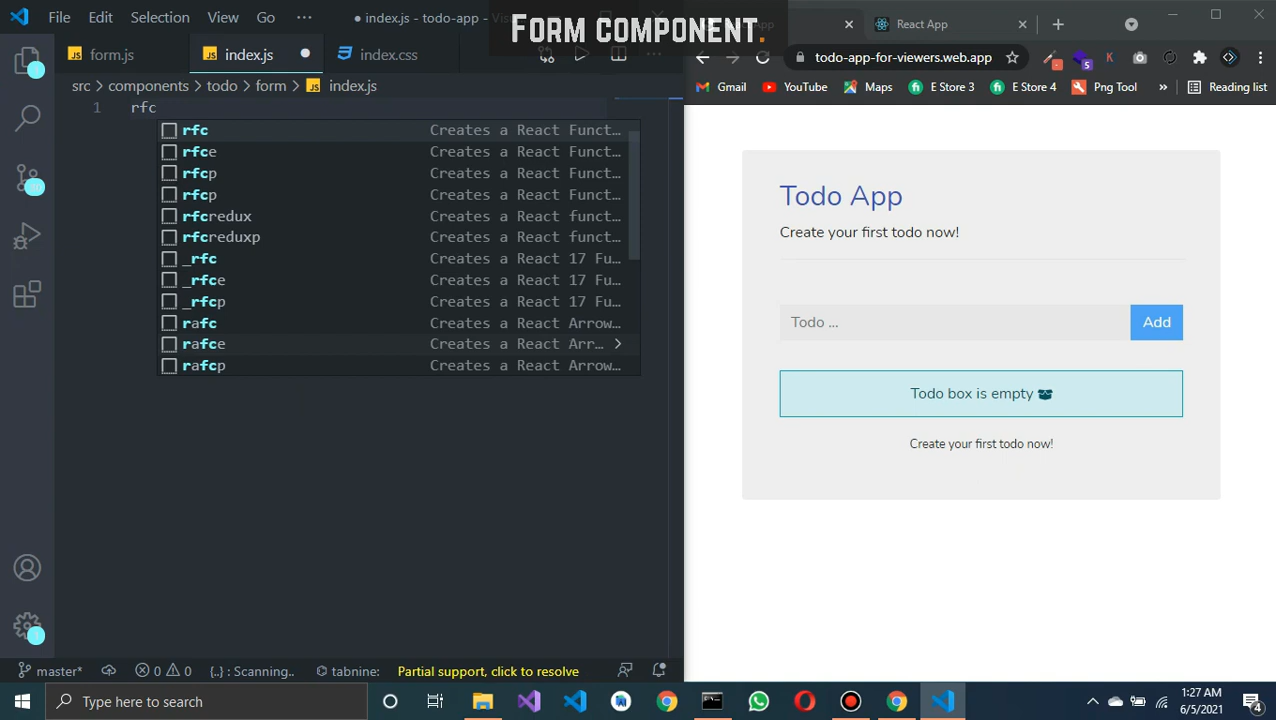 File Edit Selection View Go ··· ● index.js - todo-app -
Form component.
React App
form.js index.js index.css
todo-app-for-viewers.web.app
src > components > todo > form > index.js
Gmail YouTube Maps E Store 3 E Store 4 Png Tool » Reading list
1 rfc
rfc Creates a React Funct…
rfce Creates a React Funct…
rfcp Creates a React Funct…
rfcp Creates a React Funct…
rfcredux Creates a React funct…
rfcreduxp Creates a React funct…
_rfc Creates a React 17 Fu…
_rfce Creates a React 17 Fu…
_rfcp Creates a React 17 Fu…
rafc Creates a React Arrow…
rafce Creates a React Arr…
rafcp Creates a React Arrow…
Todo App
Create your first todo now!
Todo ... Add
Todo box is empty
Create your first todo now!
master* 0 0 {..} : Scanning.. tabnine: Partial support, click to resolve
Type here to search
1:27 AM
6/5/2021
4